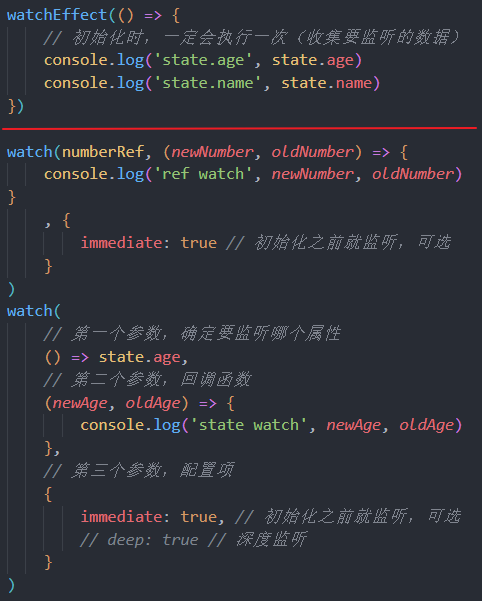 watchEffect(() => {
    // 初始化时，一定会执行一次（收集要监听的数据）
    console.log('state.age', state.age)
    console.log('state.name', state.name)
})
watch(numberRef, (newNumber, oldNumber) => {
    console.log('ref watch', newNumber, oldNumber)
}
    , {
        immediate: true // 初始化之前就监听，可选
    }
)
watch(
    // 第一个参数，确定要监听哪个属性
    () => state.age,
    // 第二个参数，回调函数
    (newAge, oldAge) => {
        console.log('state watch', newAge, oldAge)
    },
    // 第三个参数，配置项
    {
        immediate: true, // 初始化之前就监听，可选
        // deep: true // 深度监听
    }
)